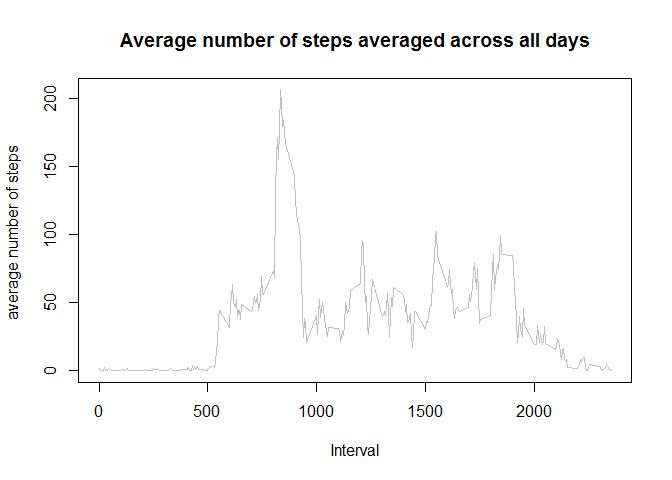 Average number of steps averaged across all days
average number of steps
200
150
100
50
0
0 500 1000 1500 2000
Interval